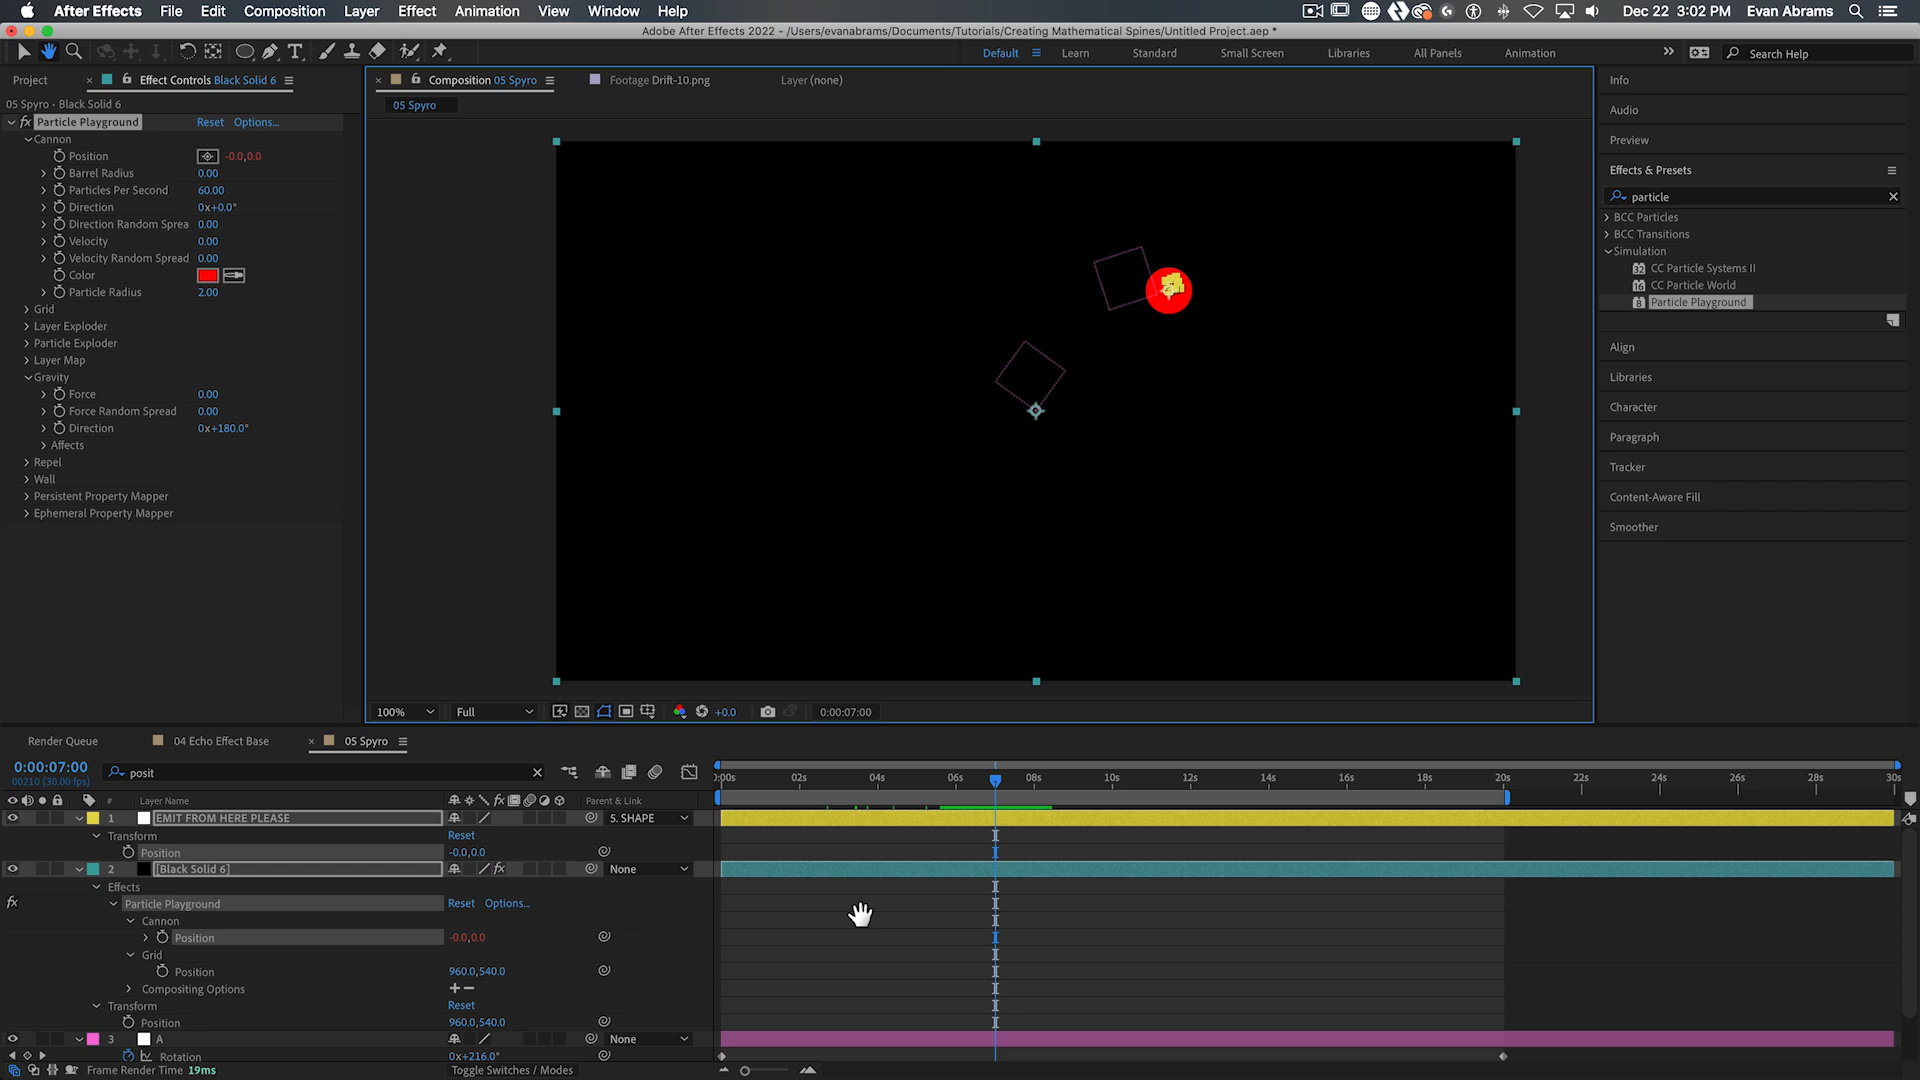 After Effects File Edit Composition Layer Effect Animation View Window Help Dec 22 3:02 PM Evan Abrams
Adobe After Effects 2022 - /Users/evanabrams/Documents/Tutorials/Creating Mathematical Spines/Untitled Project.aep *
Default Learn Standard Small Screen Libraries All Panels Animation Search Help
Project Effect Controls Black Solid 6
05 Spyro • Black Solid 6
fx Particle Playground Reset Options...
Cannon
Position -0.0,0.0
Barrel Radius 0.00
Particles Per Second 60.00
Direction 0x+0.0°
Direction Random Sprea 0.00
Velocity 0.00
Velocity Random Spread 0.00
Color
Particle Radius 2.00
Grid
Layer Exploder
Particle Exploder
Layer Map
Gravity
Force 0.00
Force Random Spread 0.00
Direction 0x+180.0°
Affects
Repel
Wall
Persistent Property Mapper
Ephemeral Property Mapper
Composition 05 Spyro Footage Drift-10.png Layer (none)
05 Spyro
100% Full +0.0 0:00:07:00
Info
Audio
Preview
Effects & Presets
particle
BCC Particles
BCC Transitions
Simulation
32 CC Particle Systems II
16 CC Particle World
8 Particle Playground
Align
Libraries
Character
Paragraph
Tracker
Content-Aware Fill
Smoother
Render Queue 04 Echo Effect Base 05 Spyro
0:00:07:00
00210 (30.00 fps)
posit
:00s 02s 04s 06s 08s 10s 12s 14s 16s 18s 20s 22s 24s 26s 28s 30s
# Layer Name Parent & Link
1 EMIT FROM HERE PLEASE 5. SHAPE
Transform Reset
Position -0.0,0.0
2 [Black Solid 6] fx None
Effects
fx Particle Playground Reset Options...
Cannon
Position -0.0,0.0
Grid
Position 960.0,540.0
Compositing Options + −
Transform Reset
Position 960.0,540.0
3 A None
Rotation 0x+216.0°
Frame Render Time 19ms Toggle Switches / Modes